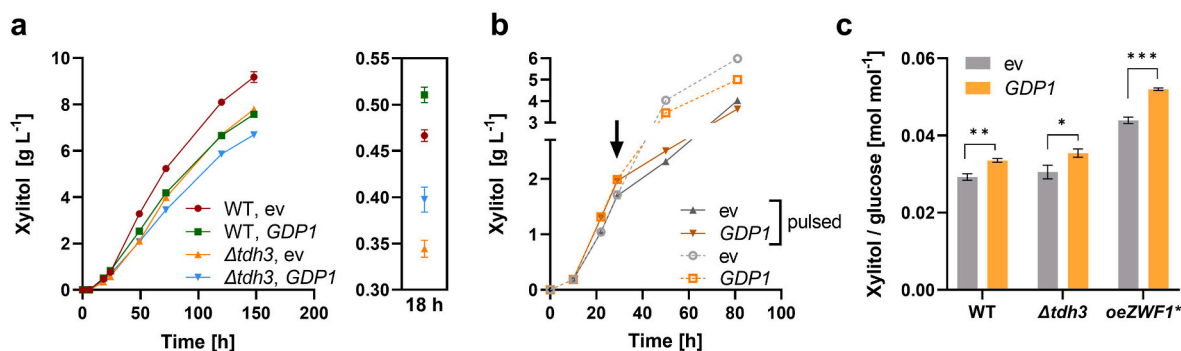 a
Xylitol [g L-1]
10
8
6
4
2
0
0
50
100
150
200
Time [h]
WT, ev
WT, GDP1
Δtdh3, ev
Δtdh3, GDP1
0.55
0.50
0.45
0.40
0.35
0.30
18 h
b
Xylitol [g L-1]
6
5
4
3
2
1
0
0
20
40
60
80
100
Time [h]
ev
GDP1
pulsed
ev
GDP1
c
Xylitol / glucose [mol mol-1]
0.06
0.04
0.02
0.00
ev
GDP1
**
*
***
WT
Δtdh3
oeZWF1*